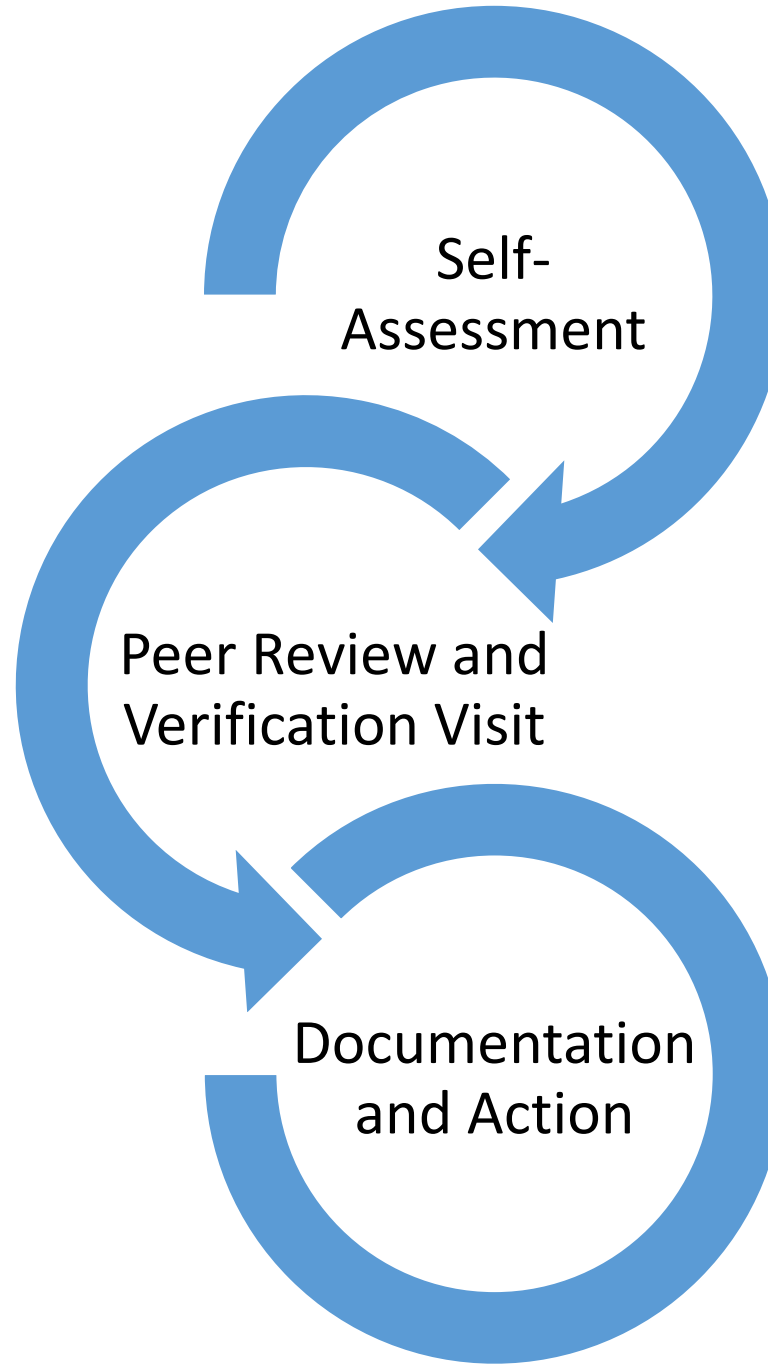 Self-
Assessment
Peer Review and
Verification Visit
Documentation
and Action